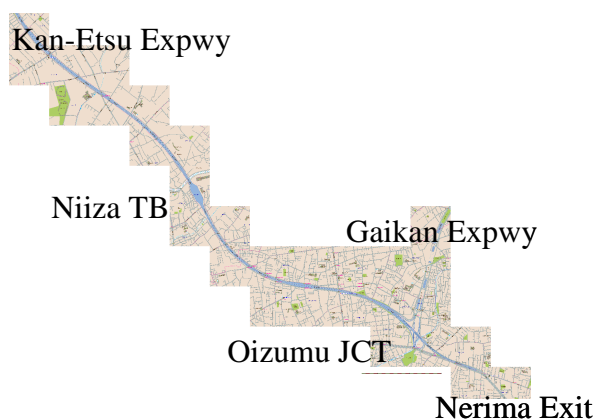 Kan-Etsu Expwy
Niiza TB
Gaikan Expwy
Oizumu JCT
Nerima Exit